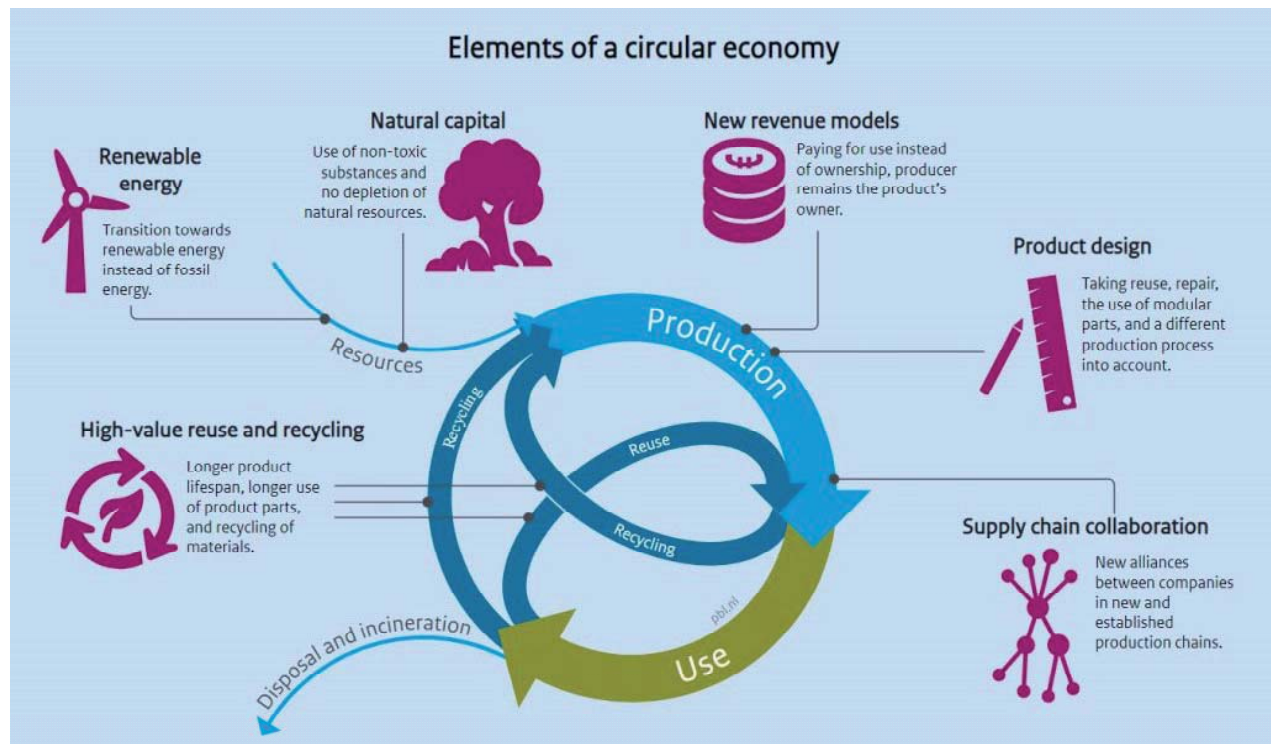 Elements of a circular economy
Renewable
energy
Transition towards
renewable energy
instead of fossil
energy.
Natural capital
Use of non-toxic
substances and
no depletion of
natural resources.
New revenue models
Paying for use instead
of ownership, producer
remains the product's
owner.
Product design
Taking reuse, repair,
the use of modular
parts, and a different
production process
into account.
Resources
Production
Recycling
Reuse
Recycling
High-value reuse and recycling
Longer product
lifespan, longer use
of product parts,
and recycling of
materials.
Supply chain collaboration
New alliances
between companies
in new and
established
production chains.
pbl.nl
Use
Disposal and incineration